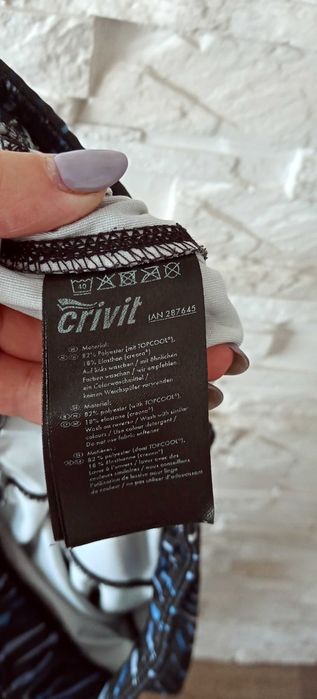 40
crivit IAN 287645
Material:
82% Polyester (mit TOPCOOL®),
18% Elasthan (creora®)
Auf links waschen / mit ähnlichen
Farben waschen / wir empfehlen
ein Colorwaschmittel /
keinen Weichspüler verwenden
Material:
82% polyester (with TOPCOOL®),
18% elastane (creora®)
Wash on reverse / Wash with similar
colours / Use colour detergent /
Do not use fabric softener
Matières:
82 % polyester (dont TOPCOOL®),
18 % élasthanne (creora®)
Laver à l'envers / laver avec des
couleurs similaires / nous conseillons
l'utilisation de lessive pour linge
de couleur / ne pas utiliser d'adoucissant